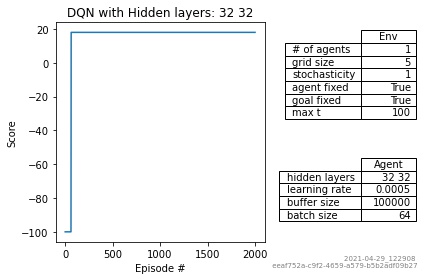 DQN with Hidden layers: 32 32
20
0
−20
−40
−60
−80
−100
Score
0
500
1000
1500
2000
Episode #
Env
# of agents 1
grid size 5
stochasticity 1
agent fixed True
goal fixed True
max t 100
Agent
hidden layers 32 32
learning rate 0.0005
buffer size 100000
batch size 64
2021-04-29_122908
eeaf752a-c9f2-4659-a579-b5b2adf09b27